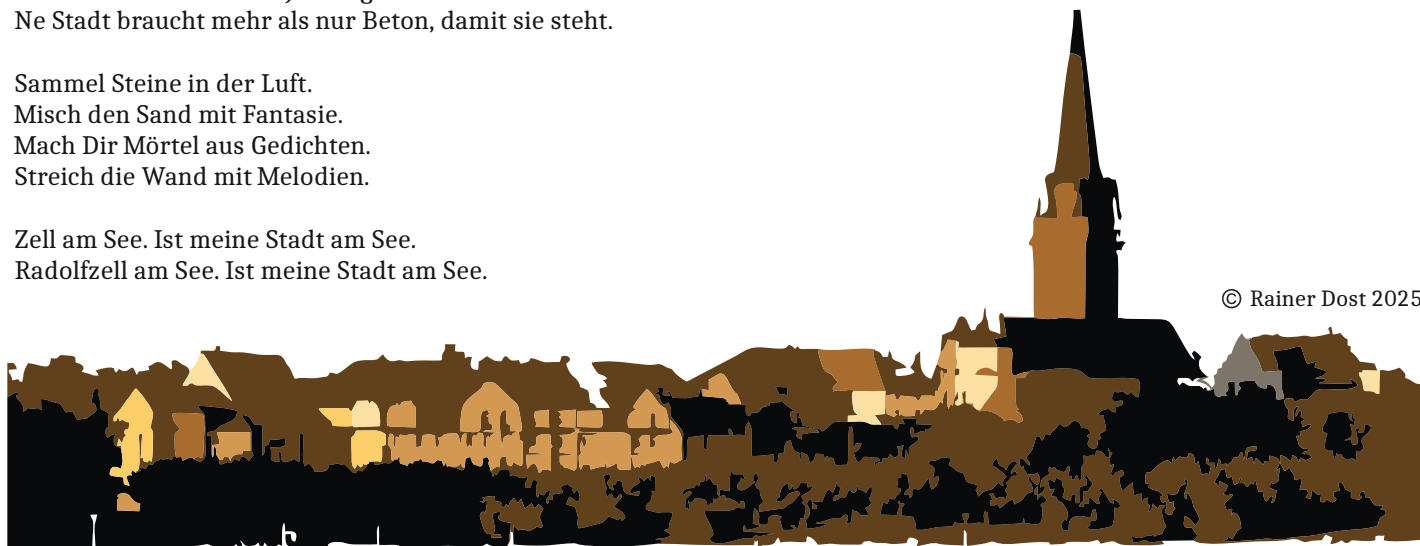 Ne Stadt braucht mehr als nur Beton, damit sie steht.
Sammel Steine in der Luft.
Misch den Sand mit Fantasie.
Mach Dir Mörtel aus Gedichten.
Streich die Wand mit Melodien.
Zell am See. Ist meine Stadt am See.
Radolfzell am See. Ist meine Stadt am See.
© Rainer Dost 2025